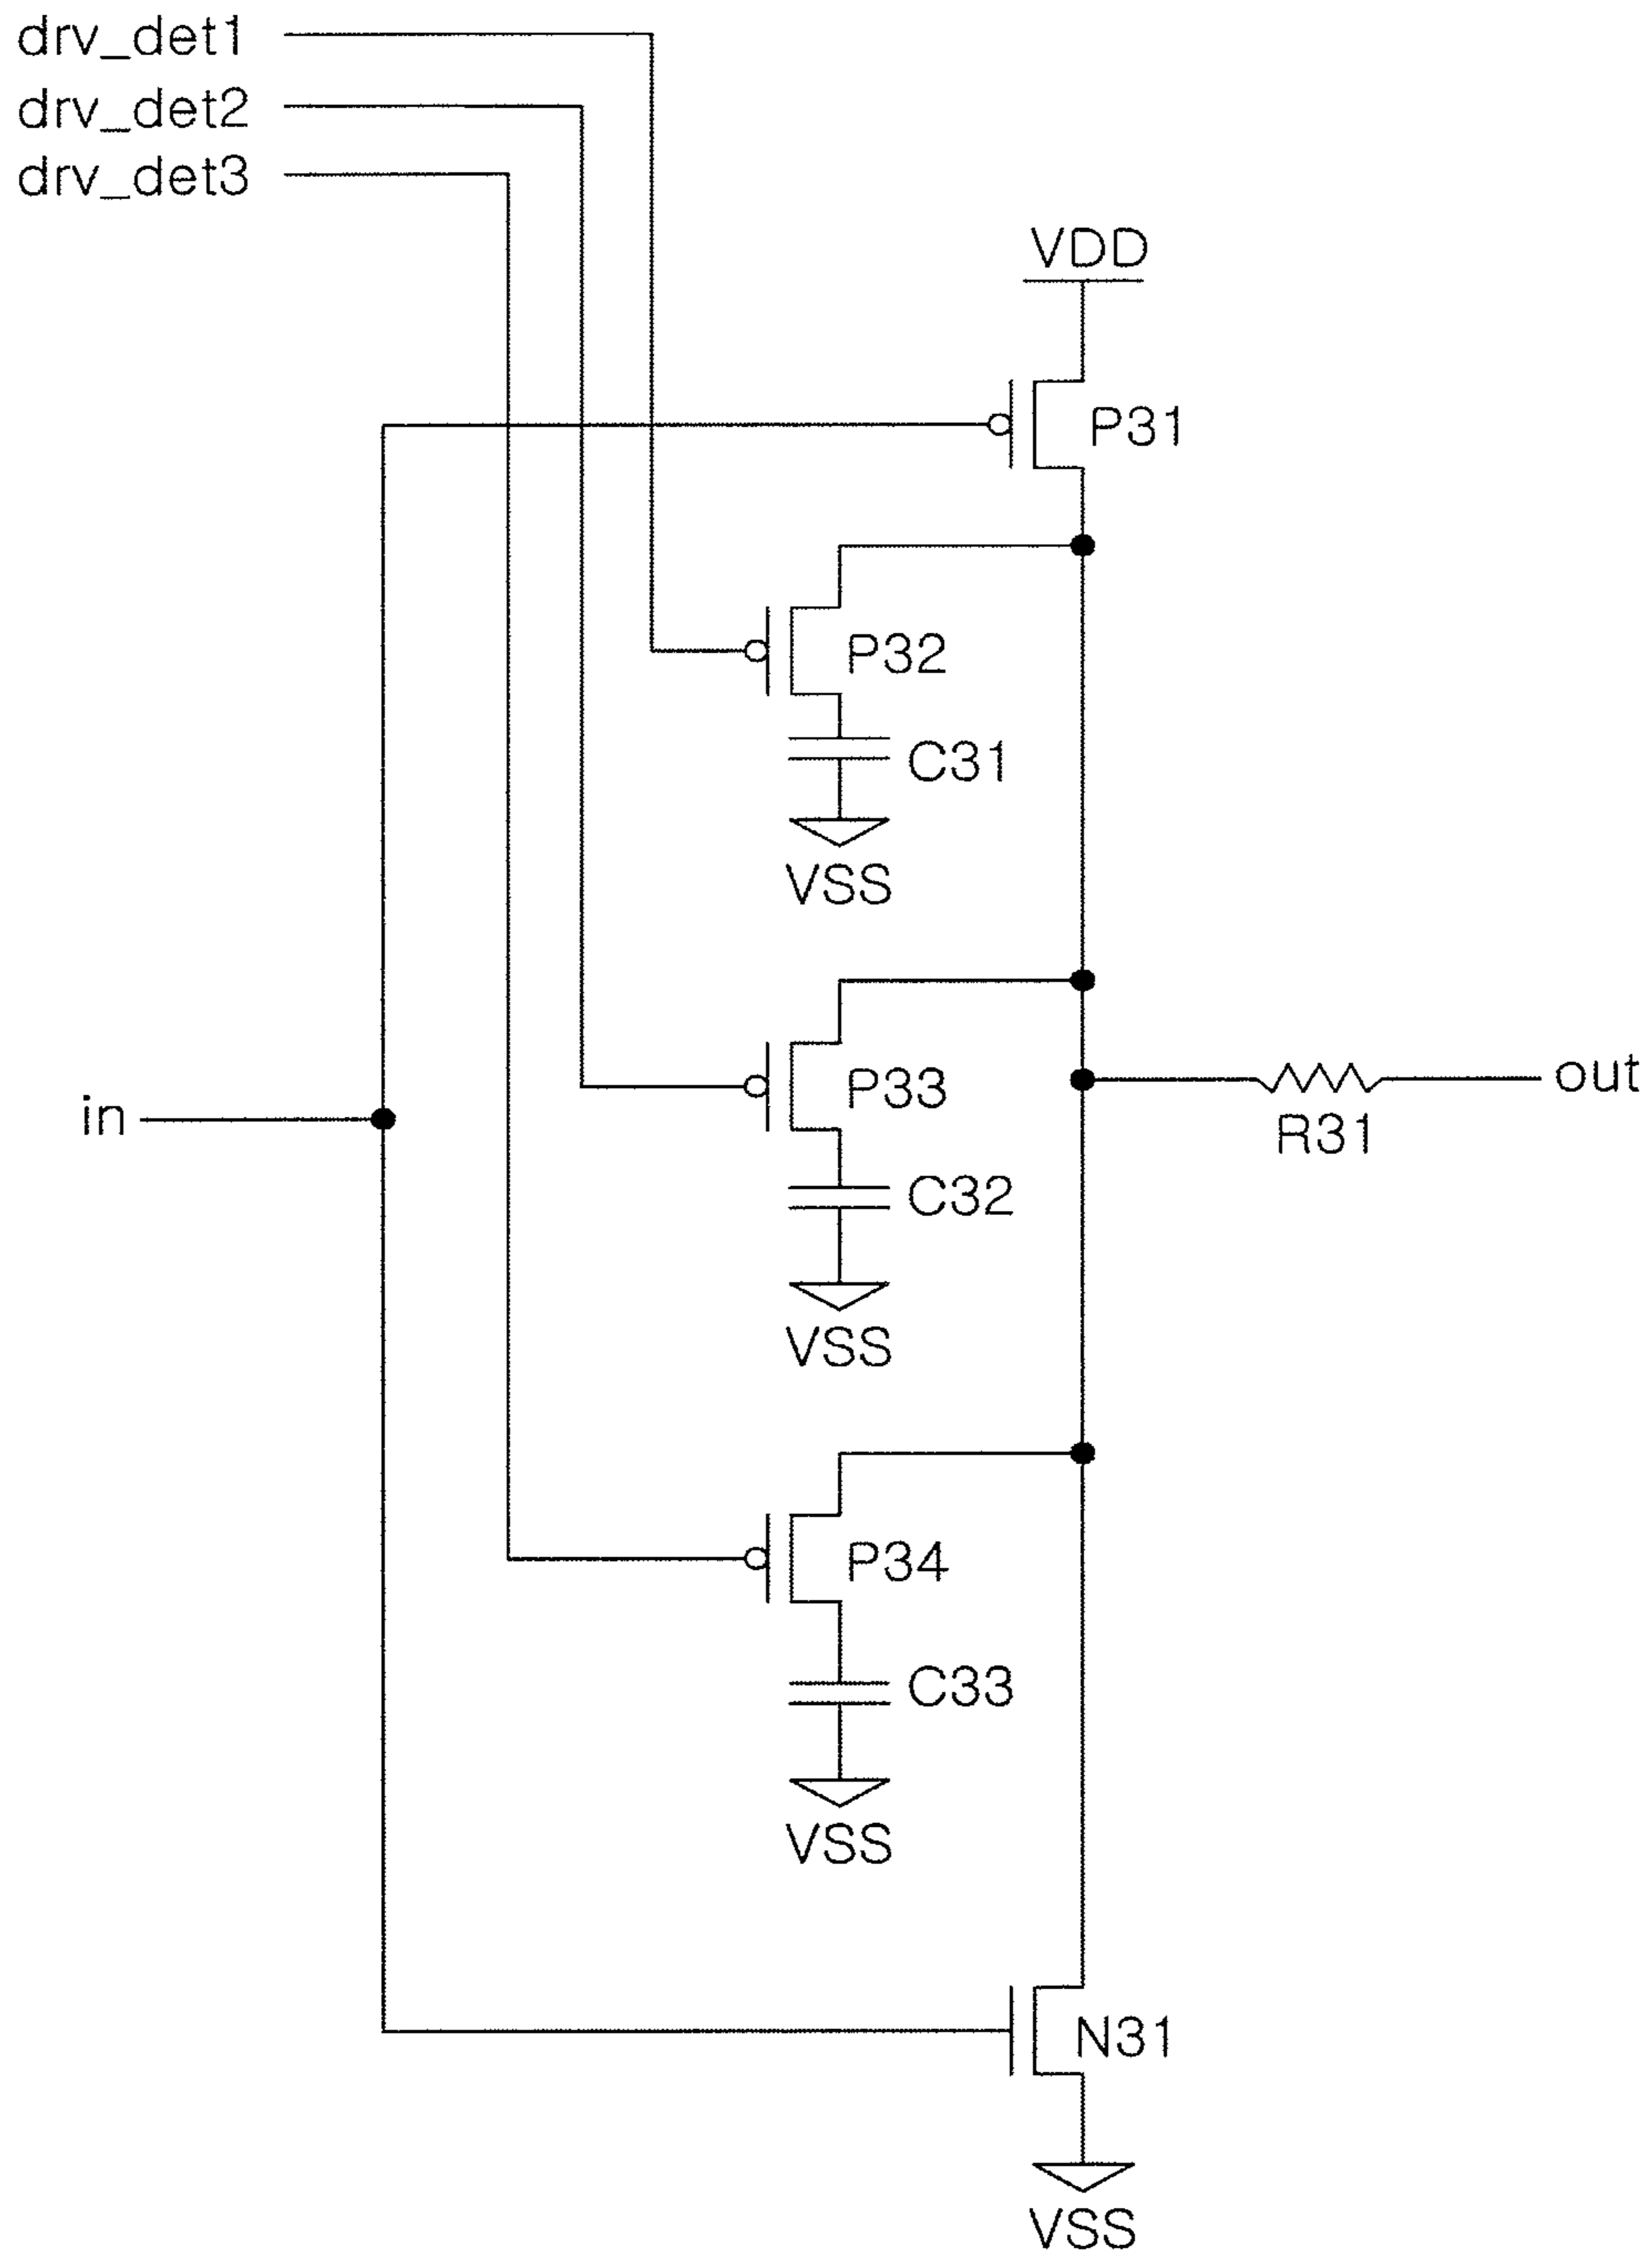 drv_det1
drv_det2
drv_det3
VDD
P31
P32
C31
VSS
P33
out
in
R31
C32
VSS
P34
C33
VSS
N31
VSS